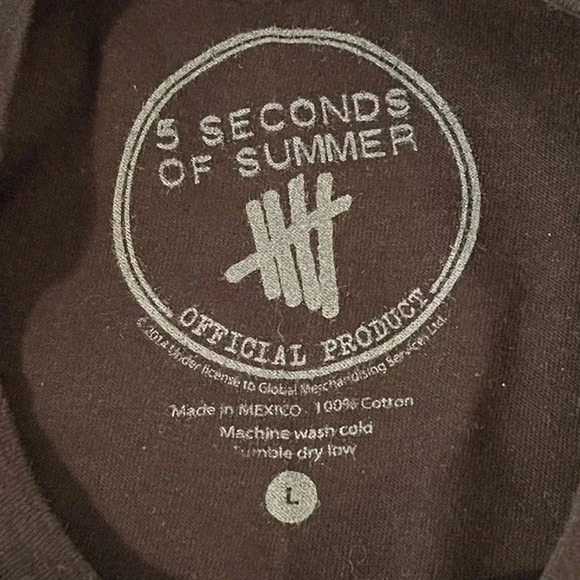 5 SECONDS
OF SUMMER
OFFICIAL PRODUCT
© 2014 Under license to Global Merchandising Services Ltd.
Made in MEXICO 100% Cotton
Machine wash cold
Tumble dry low
L